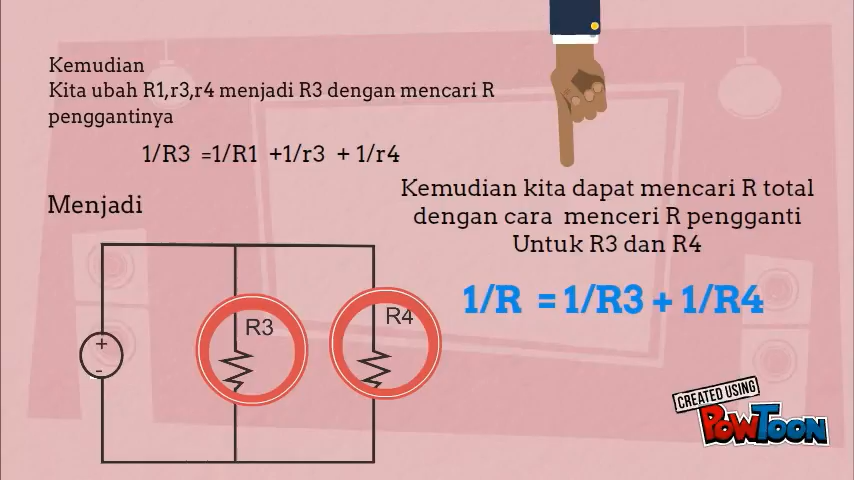 Kemudian
Kita ubah R1,r3,r4 menjadi R3 dengan mencari R
penggantinya
1/R3 =1/R1 +1/r3 + 1/r4
Menjadi
Kemudian kita dapat mencari R total
dengan cara menceri R pengganti
Untuk R3 dan R4
1/R = 1/R3 + 1/R4
R3
R4
+
-
CREATED USING
POWTOON